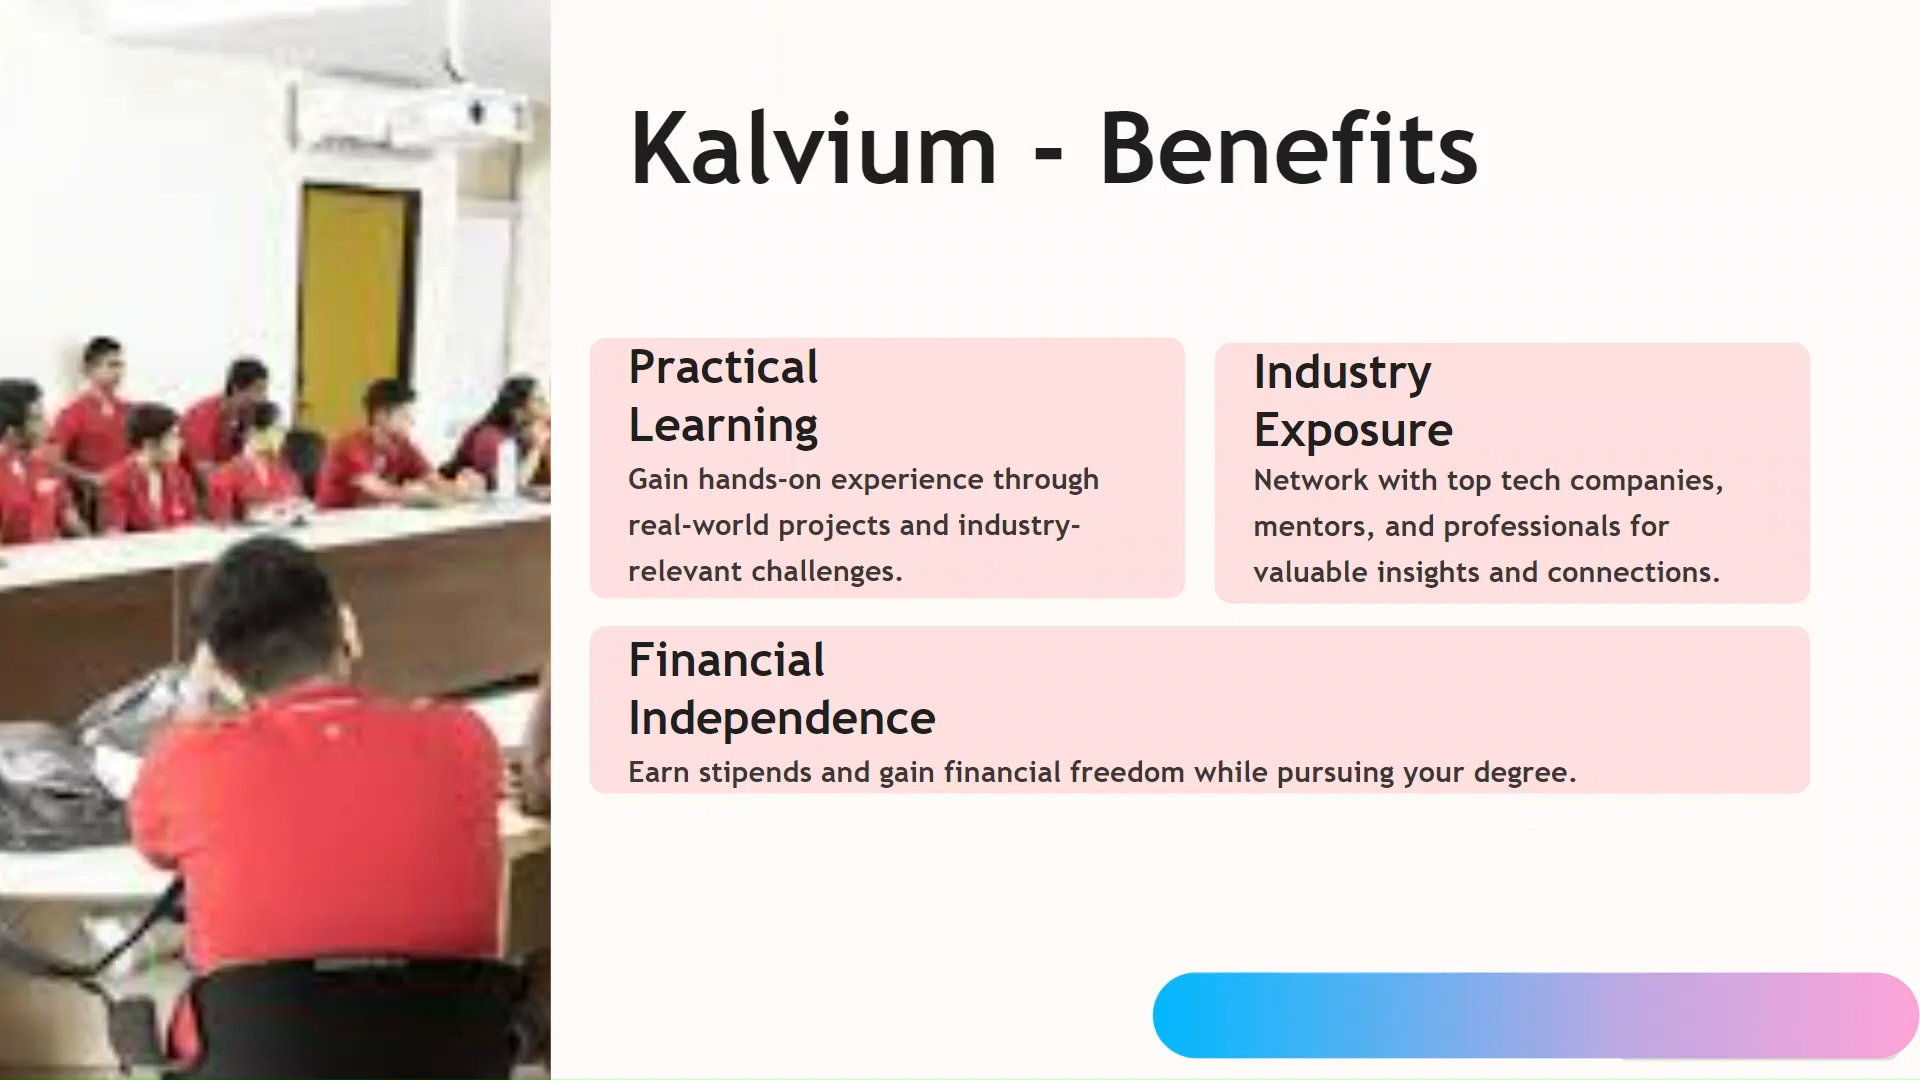 Kalvium - Benefits
Practical
Learning
Gain hands-on experience through
real-world projects and industry-
relevant challenges.
Industry
Exposure
Network with top tech companies,
mentors, and professionals for
valuable insights and connections.
Financial
Independence
Earn stipends and gain financial freedom while pursuing your degree.